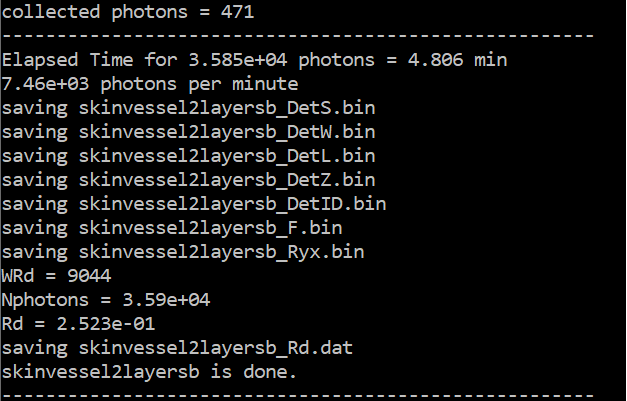 collected photons = 471
------------------------------------------------------
Elapsed Time for 3.585e+04 photons = 4.806 min
7.46e+03 photons per minute
saving skinvessel2layersb_DetS.bin
saving skinvessel2layersb_DetW.bin
saving skinvessel2layersb_DetL.bin
saving skinvessel2layersb_DetZ.bin
saving skinvessel2layersb_DetID.bin
saving skinvessel2layersb_F.bin
saving skinvessel2layersb_Ryx.bin
WRd = 9044
Nphotons = 3.59e+04
Rd = 2.523e-01
saving skinvessel2layersb_Rd.dat
skinvessel2layersb is done.
------------------------------------------------------